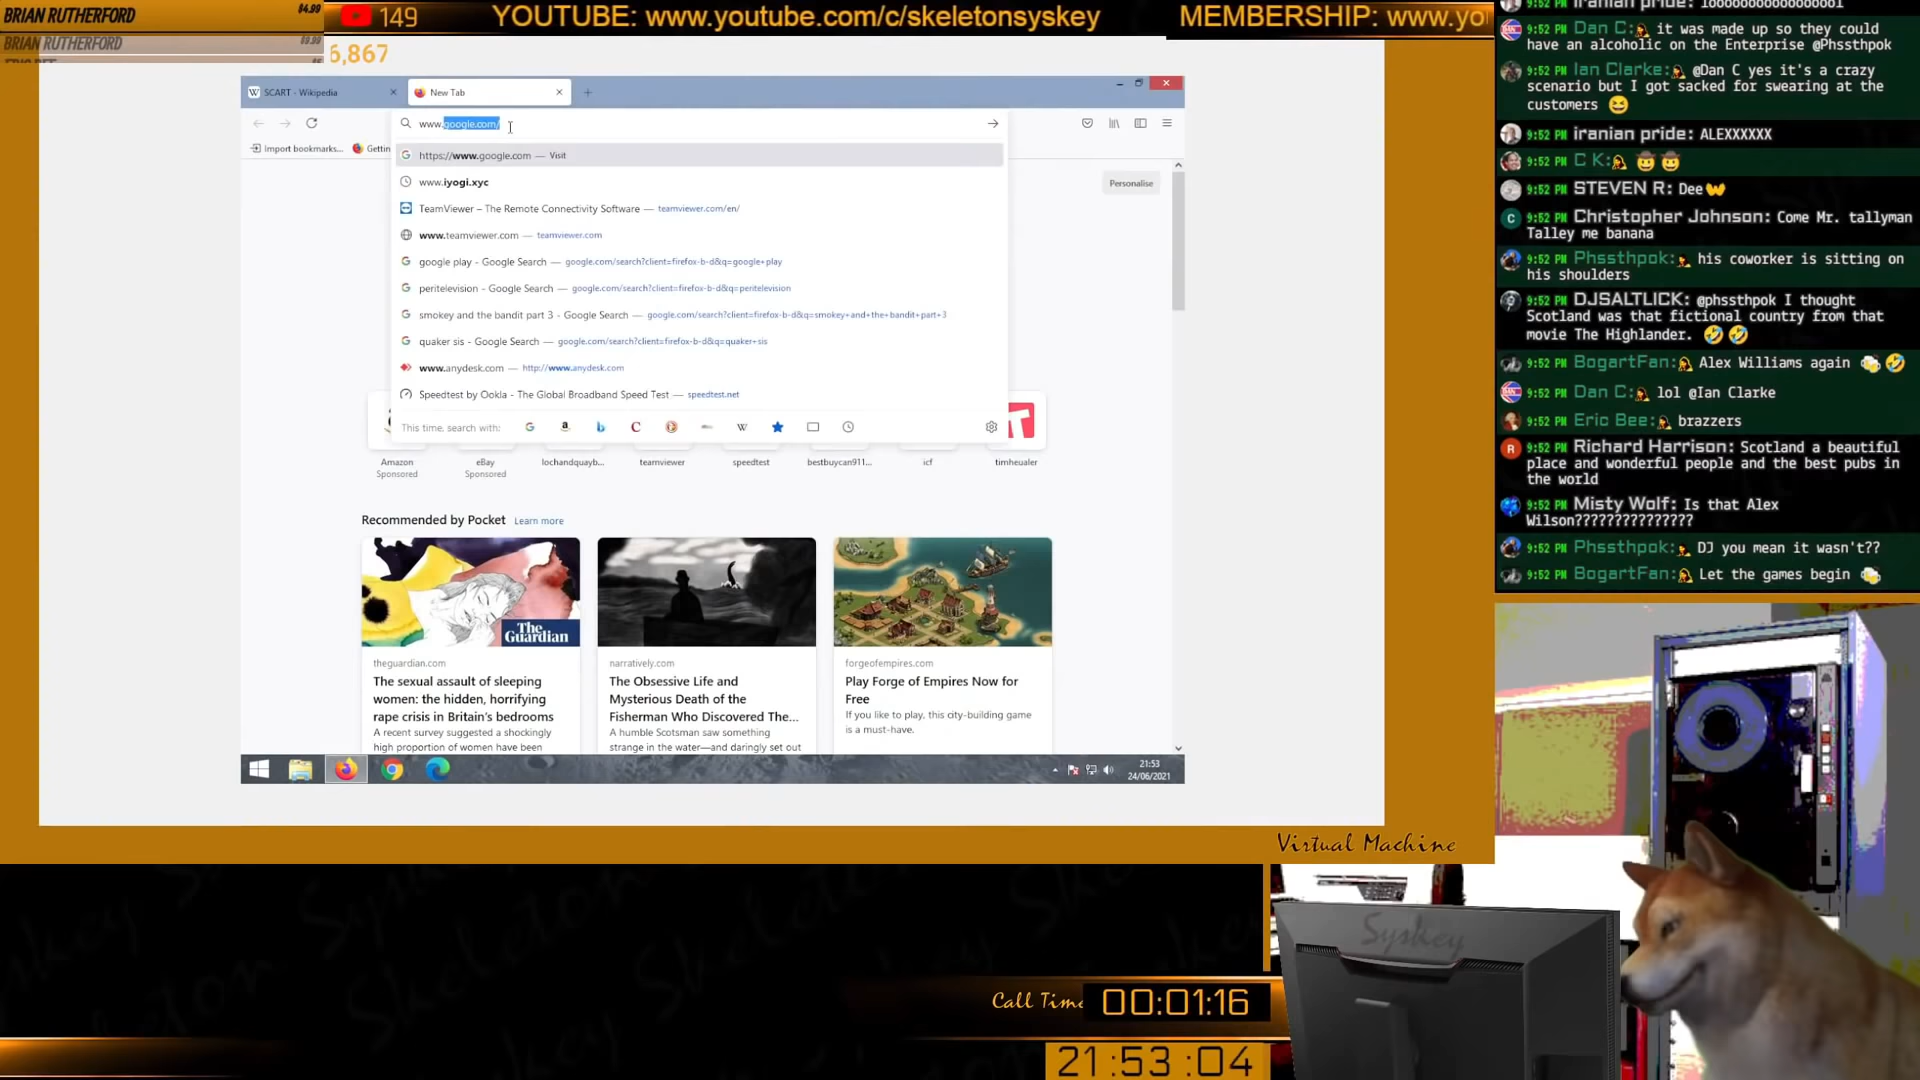 BRIAN RUTHERFORD $4.99
BRIAN RUTHERFORD $9.99
149
6,867
YOUTUBE: www.youtube.com/c/skeletonsyskey
MEMBERSHIP: www.yo
SCART - Wikipedia
New Tab
www.google.com/
Import bookmarks...
Gettin
https://www.google.com — Visit
www.iyogi.xyc
TeamViewer – The Remote Connectivity Software — teamviewer.com/en/
www.teamviewer.com — teamviewer.com
google play - Google Search — google.com/search?client=firefox-b-d&q=google+play
peritelevision - Google Search — google.com/search?client=firefox-b-d&q=peritelevision
smokey and the bandit part 3 - Google Search — google.com/search?client=firefox-b-d&q=smokey+and+the+bandit+part+3
quaker sis - Google Search — google.com/search?client=firefox-b-d&q=quaker+sis
www.anydesk.com — http://www.anydesk.com
Speedtest by Ookla - The Global Broadband Speed Test — speedtest.net
This time, search with:
Personalise
Amazon
Sponsored
eBay
Sponsored
lochandquayb...
teamviewer
speedtest
bestbuycan911...
icf
timheualer
Recommended by Pocket Learn more
The Guardian
theguardian.com
The sexual assault of sleeping
women: the hidden, horrifying
rape crisis in Britain's bedrooms
A recent survey suggested a shockingly
high proportion of women have been
narratively.com
The Obsessive Life and
Mysterious Death of the
Fisherman Who Discovered The...
A humble Scotsman saw something
strange in the water—and daringly set out
forgeofempires.com
Play Forge of Empires Now for
Free
If you like to play, this city-building game
is a must-have.
21:53
24/06/2021
Virtual Machine
9:52 PM iranian pride: looooooooooooooool
9:52 PM Dan C: it was made up so they could
have an alcoholic on the Enterprise @Phssthpok
9:52 PM Ian Clarke: @Dan C yes it's a crazy
scenario but I got sacked for swearing at the
customers
9:52 PM iranian pride: ALEXXXXXX
9:52 PM C K:
9:52 PM STEVEN R: Dee
9:52 PM Christopher Johnson: Come Mr. tallyman
Talley me banana
9:52 PM Phssthpok: his coworker is sitting on
his shoulders
9:52 PM DJSALTLICK: @phssthpok I thought
Scotland was that fictional country from that
movie The Highlander.
9:52 PM BogartFan: Alex Williams again
9:52 PM Dan C: lol @Ian Clarke
9:52 PM Eric Bee: brazzers
9:52 PM Richard Harrison: Scotland a beautiful
place and wonderful people and the best pubs in
the world
9:52 PM Misty Wolf: Is that Alex
Wilson???????????????
9:52 PM Phssthpok: DJ you mean it wasn't??
9:52 PM BogartFan: Let the games begin
Syskey
Call Time
00:01:16
21:53:04